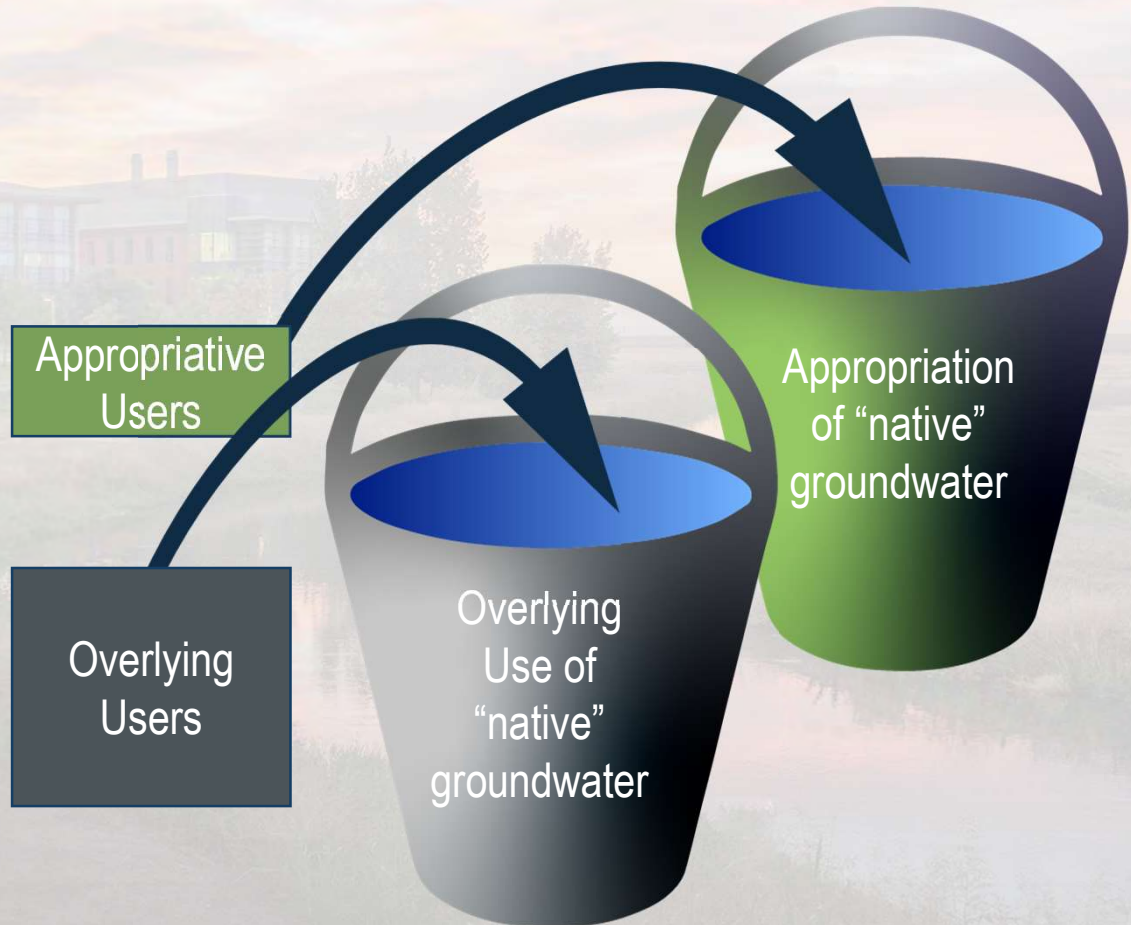 Appropriative
Users
Appropriation
of “native”
groundwater
Overlying
Users
Overlying
Use of
“native”
groundwater